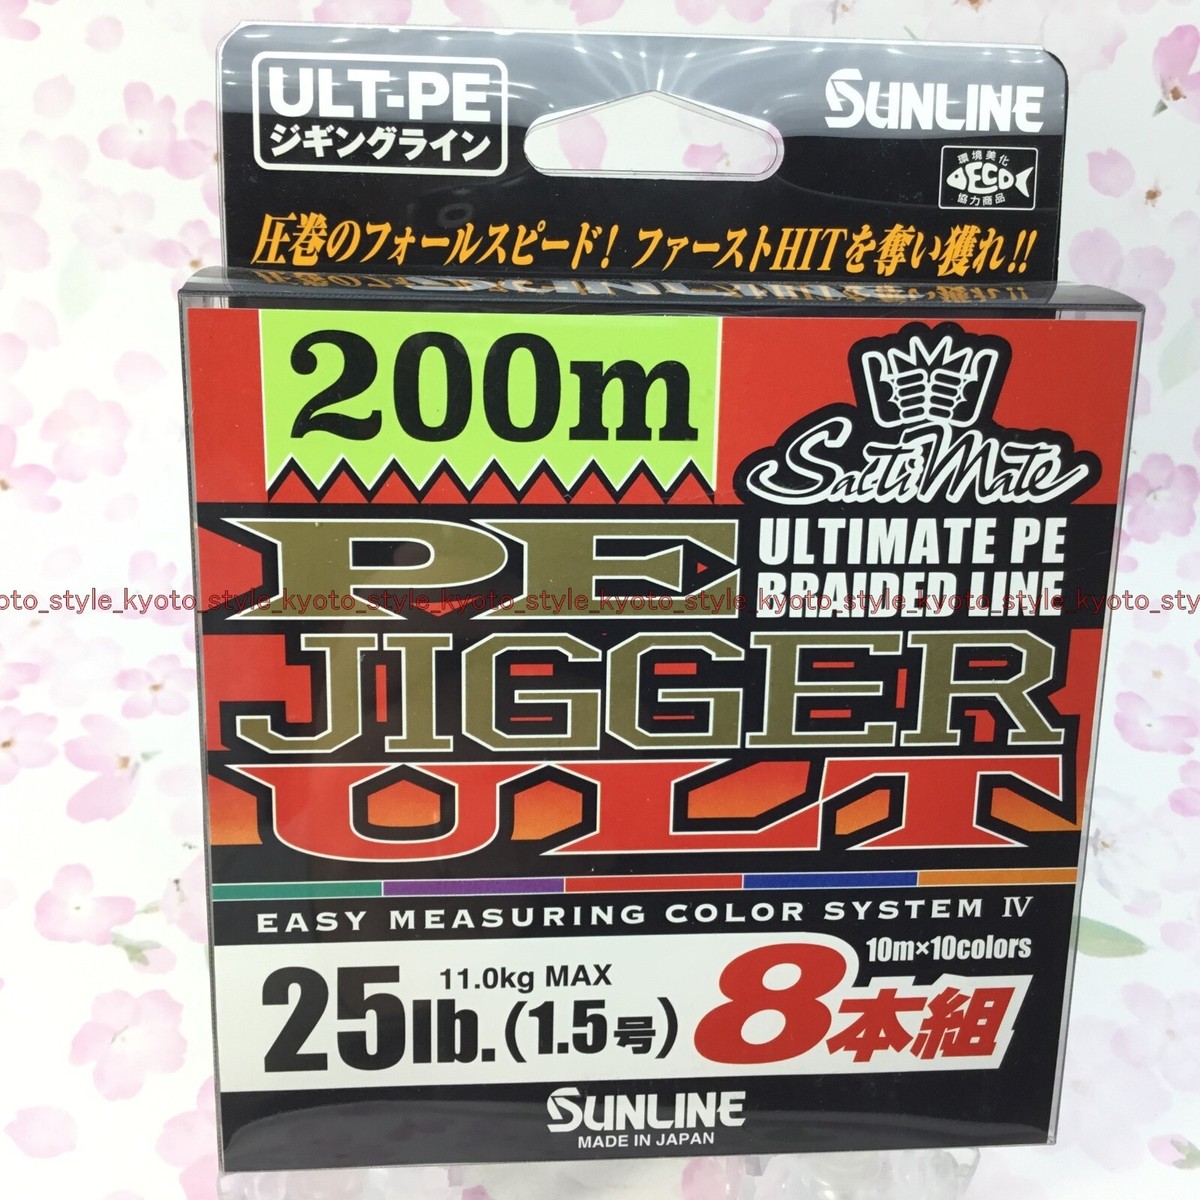 ULT-PE
ジギングライン
SUNLINE
環境美化
ECO
協力商品
圧巻のフォールスピード! ファーストHITを奪い獲れ!!
200m
SaltiMate
PE
ULTIMATE PE
BRAIDED LINE
oto_style_kyoto_style_kyoto_style_kyoto_style_kyoto_style_kyoto_style_kyoto_style_kyoto_sty
JIGGER
ULT
EASY MEASURING COLOR SYSTEM IV
10m×10colors
11.0kg MAX
25lb.(1.5号) 8本組
SUNLINE
MADE IN JAPAN